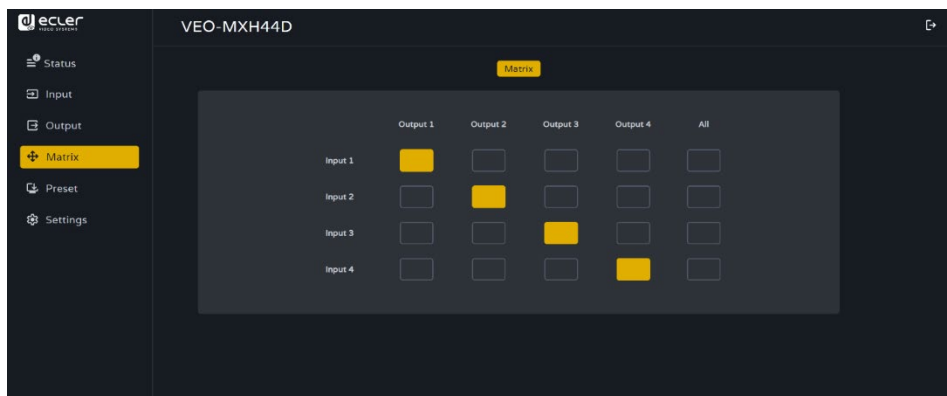 ecler
VIDEO SYSTEMS
VEO-MXH44D
Status
Input
Output
Matrix
Preset
Settings
Matrix
Output 1 Output 2 Output 3 Output 4 All
Input 1
Input 2
Input 3
Input 4